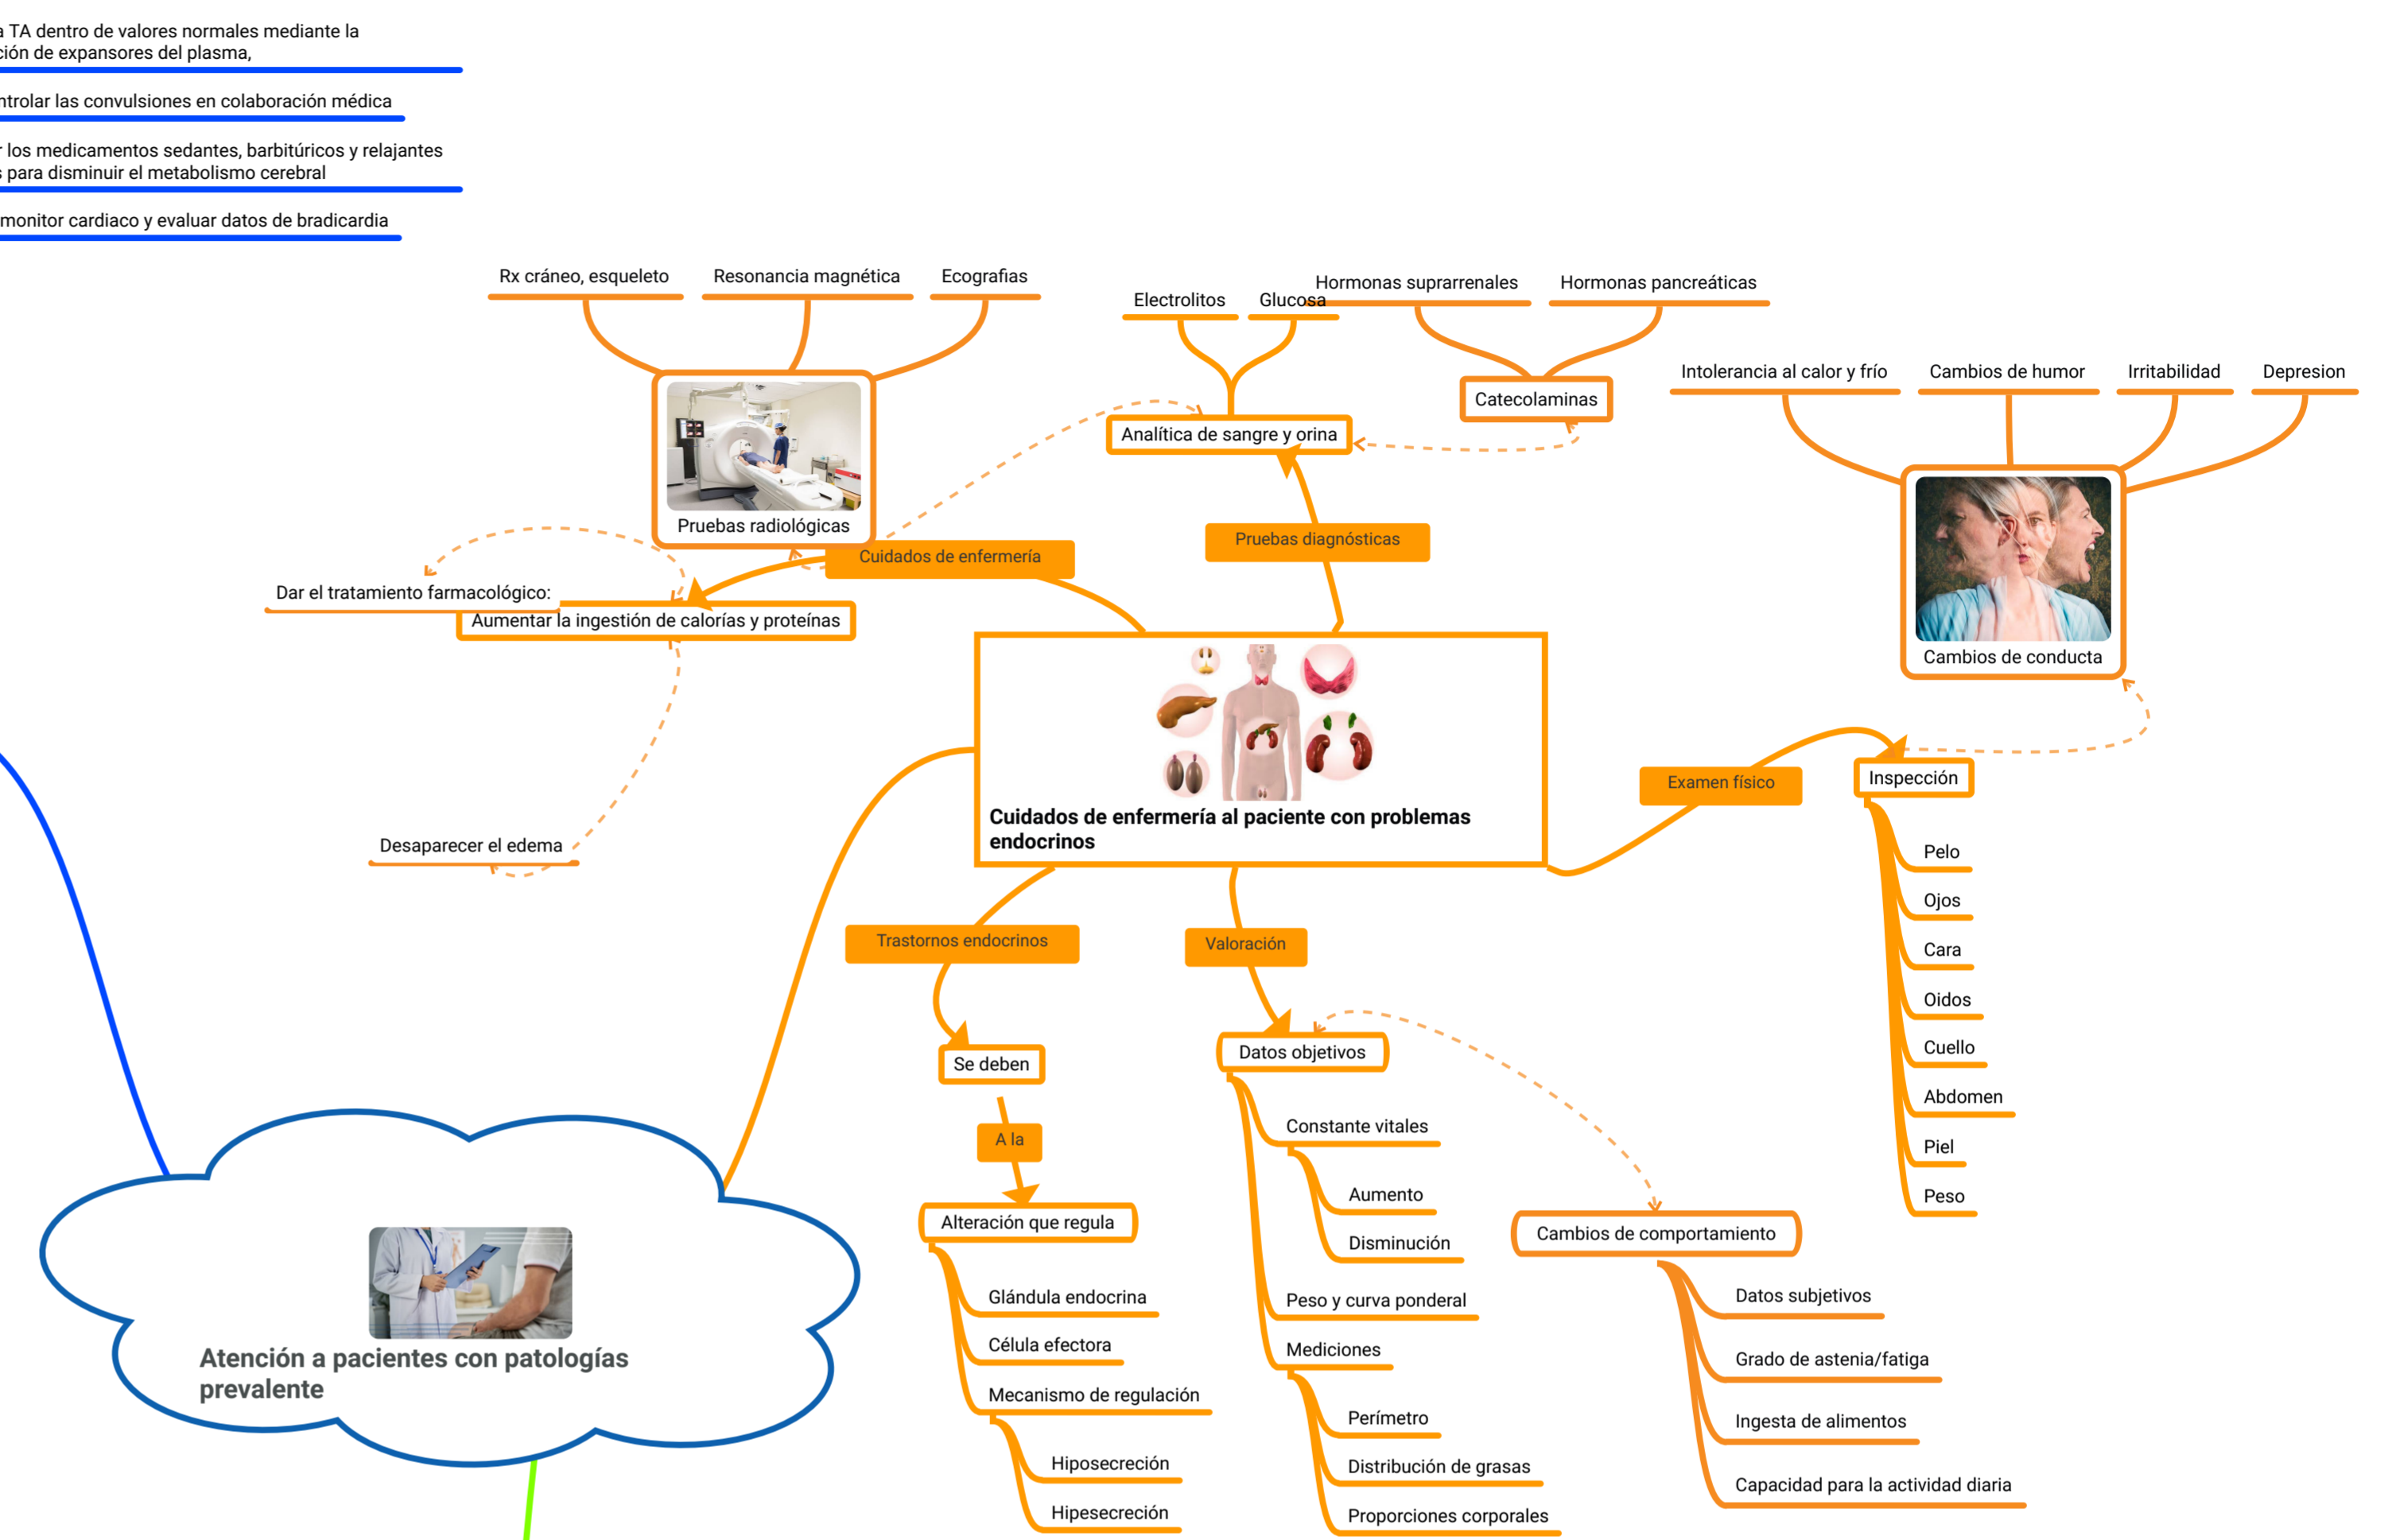 a TA dentro de valores normales mediante la
ción de expansores del plasma,
ntrolar las convulsiones en colaboración médica
r los medicamentos sedantes, barbitúricos y relajantes
s para disminuir el metabolismo cerebral
monitor cardiaco y evaluar datos de bradicardia
Rx cráneo, esqueleto
Resonancia magnética
Ecografias
Pruebas radiológicas
Electrolitos
Glucosa
Hormonas suprarrenales
Hormonas pancreáticas
Catecolaminas
Analítica de sangre y orina
Pruebas diagnósticas
Intolerancia al calor y frío
Cambios de humor
Irritabilidad
Depresion
Cambios de conducta
Cuidados de enfermería
Dar el tratamiento farmacológico:
Aumentar la ingestión de calorías y proteínas
Desaparecer el edema
Cuidados de enfermería al paciente con problemas
endocrinos
Examen físico
Inspección
Pelo
Ojos
Cara
Oidos
Cuello
Abdomen
Piel
Peso
Trastornos endocrinos
Se deben
A la
Alteración que regula
Glándula endocrina
Célula efectora
Mecanismo de regulación
Hiposecreción
Hipesecreción
Valoración
Datos objetivos
Constante vitales
Aumento
Disminución
Peso y curva ponderal
Mediciones
Perímetro
Distribución de grasas
Proporciones corporales
Cambios de comportamiento
Datos subjetivos
Grado de astenia/fatiga
Ingesta de alimentos
Capacidad para la actividad diaria
Atención a pacientes con patologías
prevalente